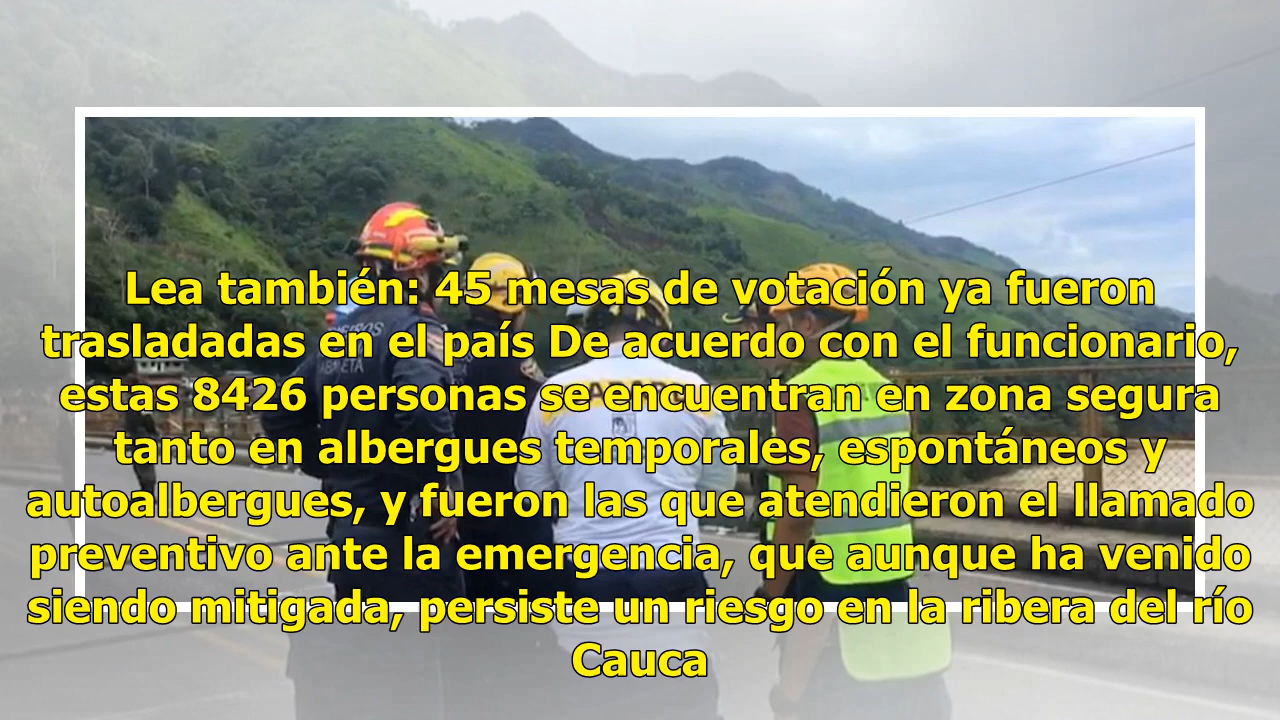 Lea también: 45 mesas de votación ya fueron
trasladadas en el país De acuerdo con el funcionario,
estas 8426 personas se encuentran en zona segura
tanto en albergues temporales, espontáneos y
autoalbergues, y fueron las que atendieron el llamado
preventivo ante la emergencia, que aunque ha venido
siendo mitigada, persiste un riesgo en la ribera del río
Cauca